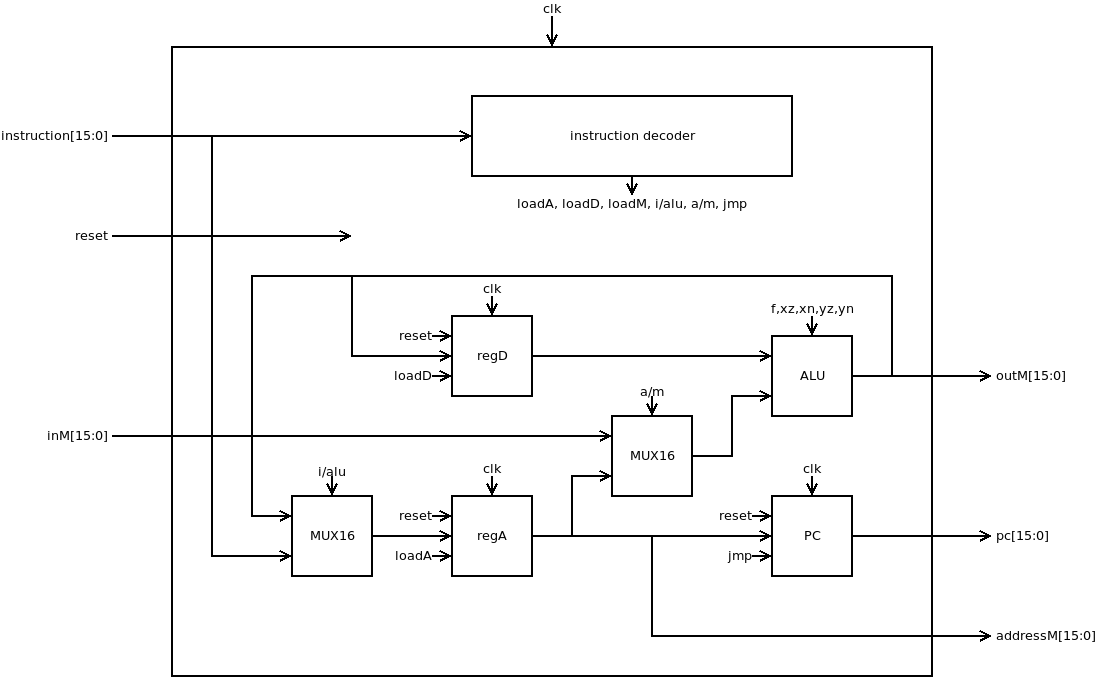 clk
instruction[15:0]
instruction decoder
loadA, loadD, loadM, i/alu, a/m, jmp
reset
clk
f,xz,xn,yz,yn
reset
regD
loadD
ALU
outM[15:0]
a/m
inM[15:0]
MUX16
i/alu
clk
clk
reset
reset
MUX16
regA
PC
pc[15:0]
loadA
jmp
addressM[15:0]